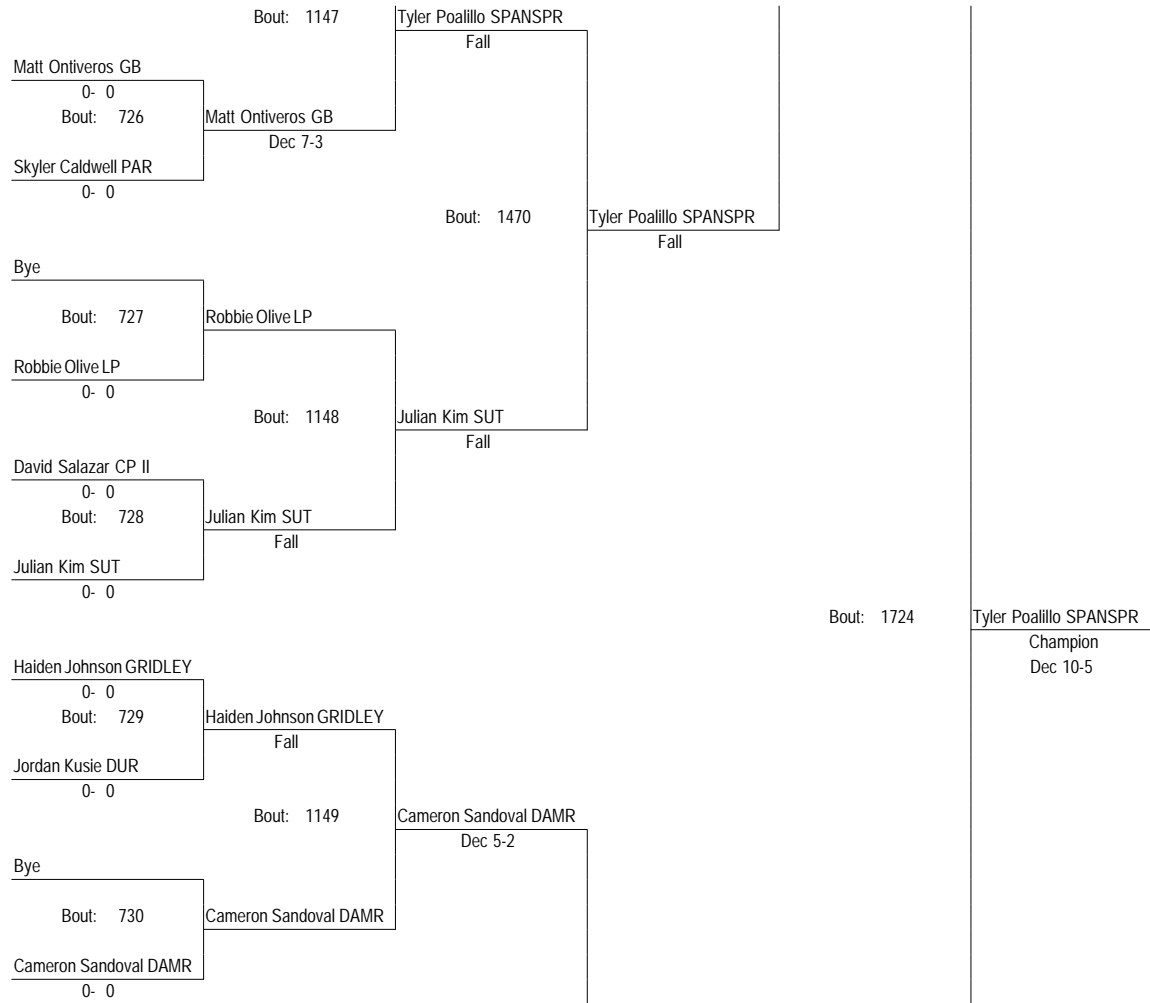 Bout: 1147 Tyler Poalillo SPANSPR
Fall
Matt Ontiveros GB
0- 0
Bout: 726 Matt Ontiveros GB
Dec 7-3
Skyler Caldwell PAR
0- 0
Bout: 1470 Tyler Poalillo SPANSPR
Fall
Bye
Bout: 727 Robbie Olive LP
Robbie Olive LP
0- 0
Bout: 1148 Julian Kim SUT
Fall
David Salazar CP II
0- 0
Bout: 728 Julian Kim SUT
Fall
Julian Kim SUT
0- 0
Bout: 1724 Tyler Poalillo SPANSPR
Champion
Dec 10-5
Haiden Johnson GRIDLEY
0- 0
Bout: 729 Haiden Johnson GRIDLEY
Fall
Jordan Kusie DUR
0- 0
Bout: 1149 Cameron Sandoval DAMR
Dec 5-2
Bye
Bout: 730 Cameron Sandoval DAMR
Cameron Sandoval DAMR
0- 0